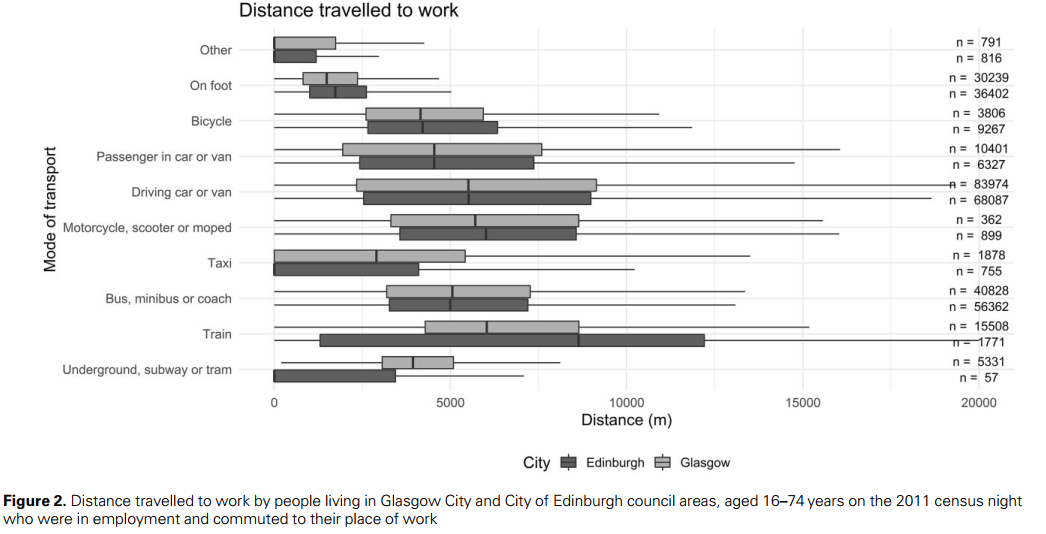 Distance travelled to work
Other
n = 791
n = 816
On foot
n = 30239
n = 36402
Bicycle
n = 3806
n = 9267
Passenger in car or van
n = 10401
n = 6327
Driving car or van
n = 83974
n = 68087
Motorcycle, scooter or moped
n = 362
n = 899
Taxi
n = 1878
n = 755
Bus, minibus or coach
n = 40828
n = 56362
Train
n = 15508
n = 1771
Underground, subway or tram
n = 5331
n = 57
Mode of transport
0 5000 10000 15000 20000
Distance (m)
City Edinburgh Glasgow
Figure 2. Distance travelled to work by people living in Glasgow City and City of Edinburgh council areas, aged 16–74 years on the 2011 census night
who were in employment and commuted to their place of work